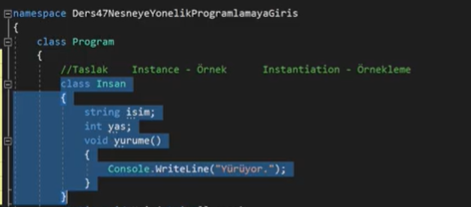 namespace Ders47NesneyeYonelikProgramlamayaGiris
{
class Program
{
//Taslak Instance - Örnek Instantiation - Örnekleme
class Insan
{
string isim;
int yas;
void yurume()
{
Console.WriteLine("Yürüyor.");
}
}